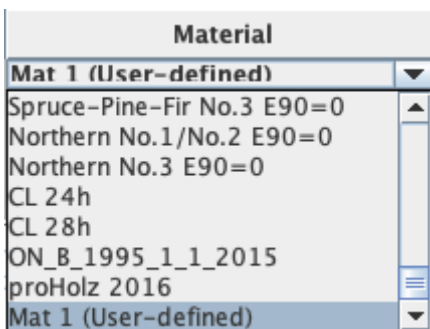 Material
Mat 1 (User-defined)
Spruce-Pine-Fir No.3 E90=0
Northern No.1/No.2 E90=0
Northern No.3 E90=0
CL 24h
CL 28h
ON_B_1995_1_1_2015
proHolz 2016
Mat 1 (User-defined)